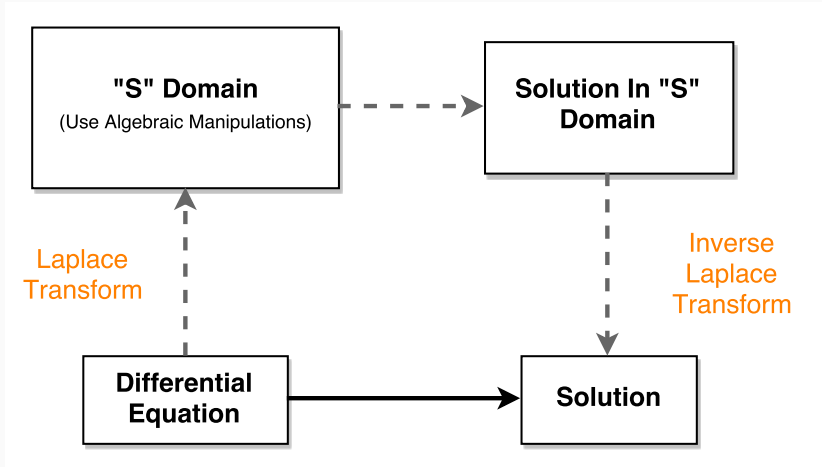 "S" Domain
(Use Algebraic Manipulations)
Solution In "S"
Domain
Laplace
Transform
Inverse
Laplace
Transform
Differential
Equation
Solution